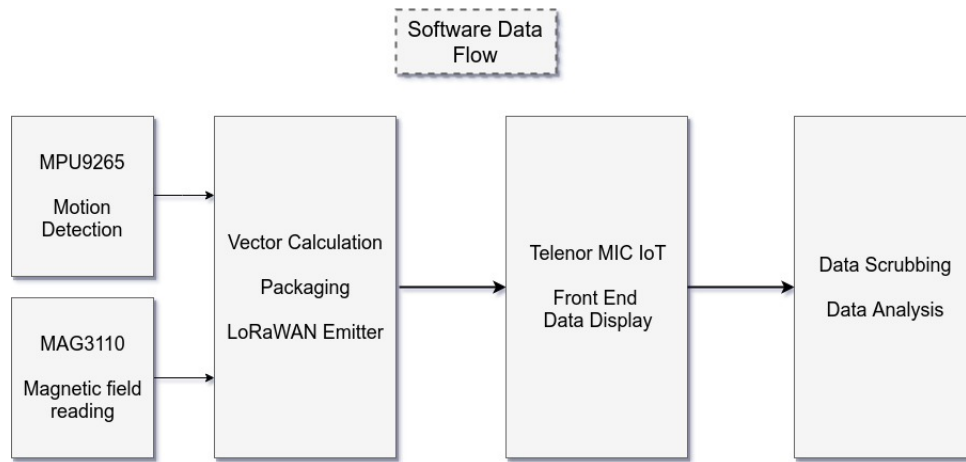 Software Data
Flow
MPU9265
Motion
Detection
MAG3110
Magnetic field
reading
Vector Calculation
Packaging
LoRaWAN Emitter
Telenor MIC IoT
Front End
Data Display
Data Scrubbing
Data Analysis